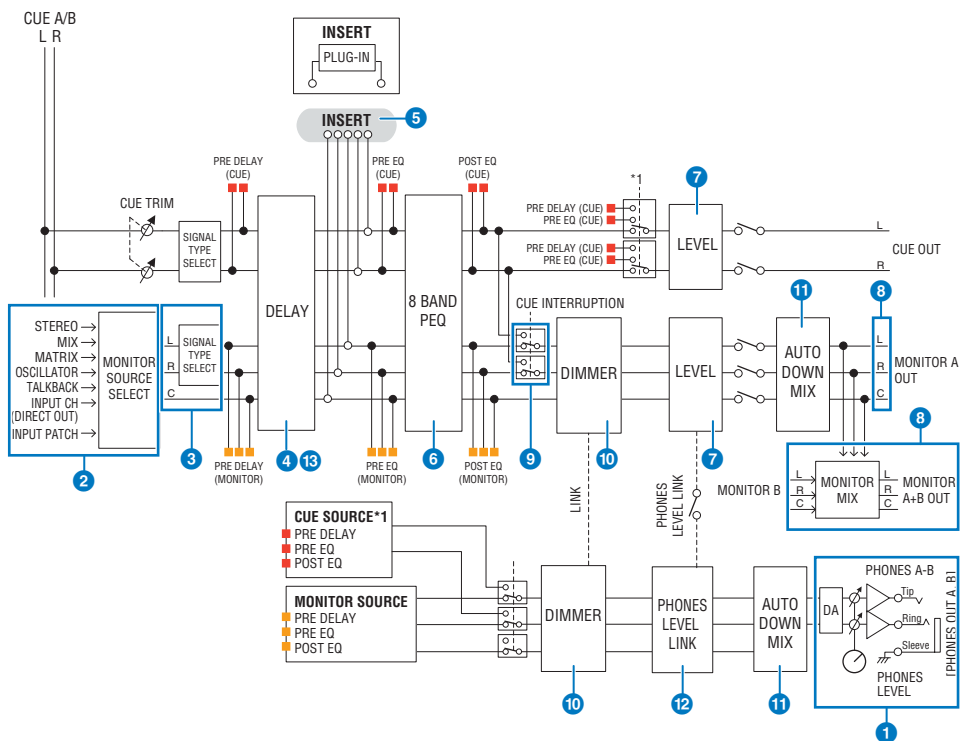 CUE A/B
L R
INSERT
PLUG-IN
INSERT
5
PRE DELAY
(CUE)
PRE EQ
(CUE)
POST EQ
(CUE)
*1
7
CUE TRIM
SIGNAL
TYPE
SELECT
PRE DELAY (CUE)
PRE EQ (CUE)
PRE DELAY (CUE)
PRE EQ (CUE)
LEVEL
L
CUE OUT
R
DELAY
8 BAND
PEQ
CUE INTERRUPTION
11
8
STEREO
MIX
MATRIX
OSCILLATOR
TALKBACK
INPUT CH
(DIRECT OUT)
INPUT PATCH
MONITOR
SOURCE
SELECT
L
R
C
SIGNAL
TYPE
SELECT
DIMMER
LEVEL
AUTO
DOWN
MIX
L
R
C
MONITOR A
OUT
2
3
PRE DELAY
(MONITOR)
4
13
PRE EQ
(MONITOR)
6
POST EQ
(MONITOR)
9
10
7
8
LINK
PHONES
LEVEL LINK
MONITOR B
L
R
C
MONITOR
MIX
L
R
C
MONITOR
A+B OUT
CUE SOURCE*1
PRE DELAY
PRE EQ
POST EQ
MONITOR SOURCE
PRE DELAY
PRE EQ
POST EQ
DIMMER
PHONES
LEVEL
LINK
AUTO
DOWN
MIX
PHONES A-B
DA
Tip
Ring
Sleeve
PHONES
LEVEL
[PHONES OUT A, B]
10
12
11
1